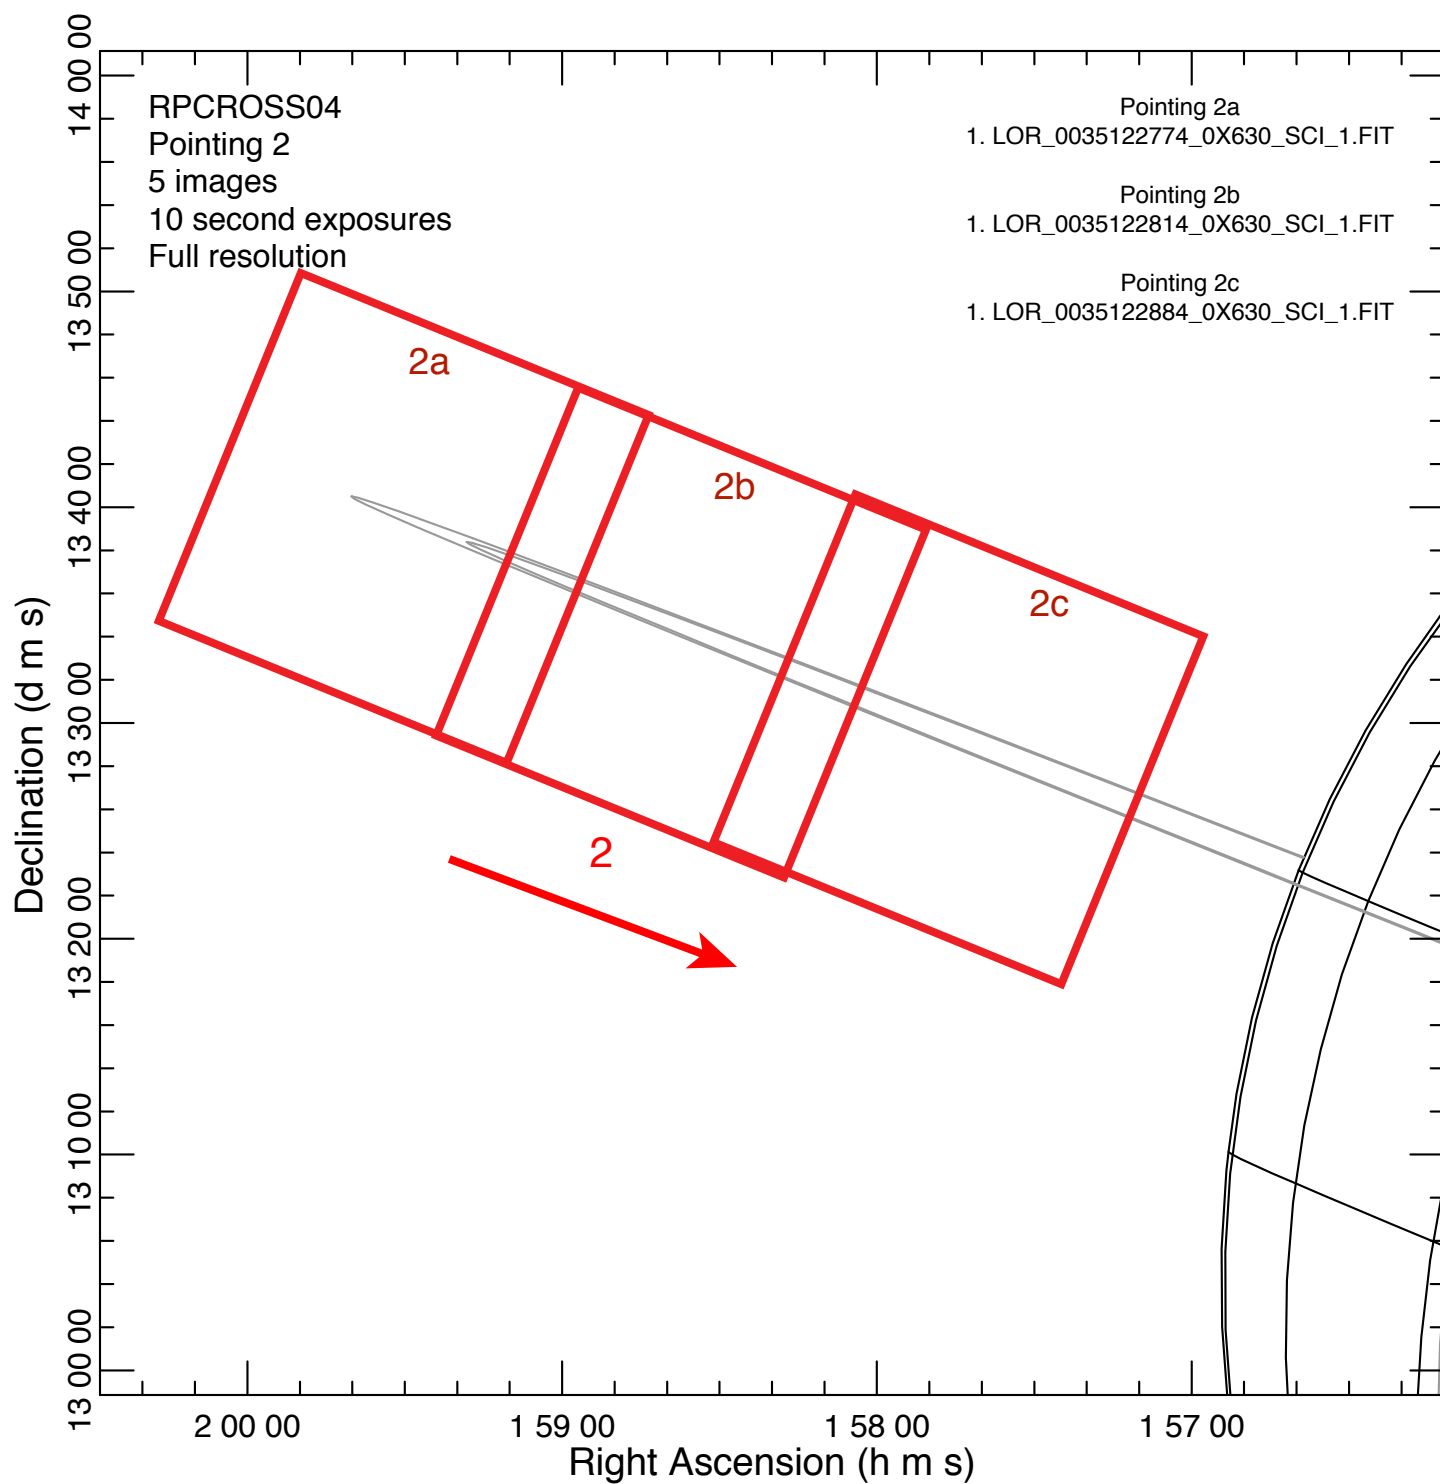 RPCROSS04
Pointing 2
5 images
10 second exposures
Full resolution
Pointing 2a
1. LOR_0035122774_0X630_SCI_1.FIT
Pointing 2b
1. LOR_0035122814_0X630_SCI_1.FIT
Pointing 2c
1. LOR_0035122884_0X630_SCI_1.FIT
2a
2b
2c
2
Declination (d m s)
14 00 00
13 50 00
13 40 00
13 30 00
13 20 00
13 10 00
13 00 00
2 00 00
1 59 00
1 58 00
1 57 00
Right Ascension (h m s)